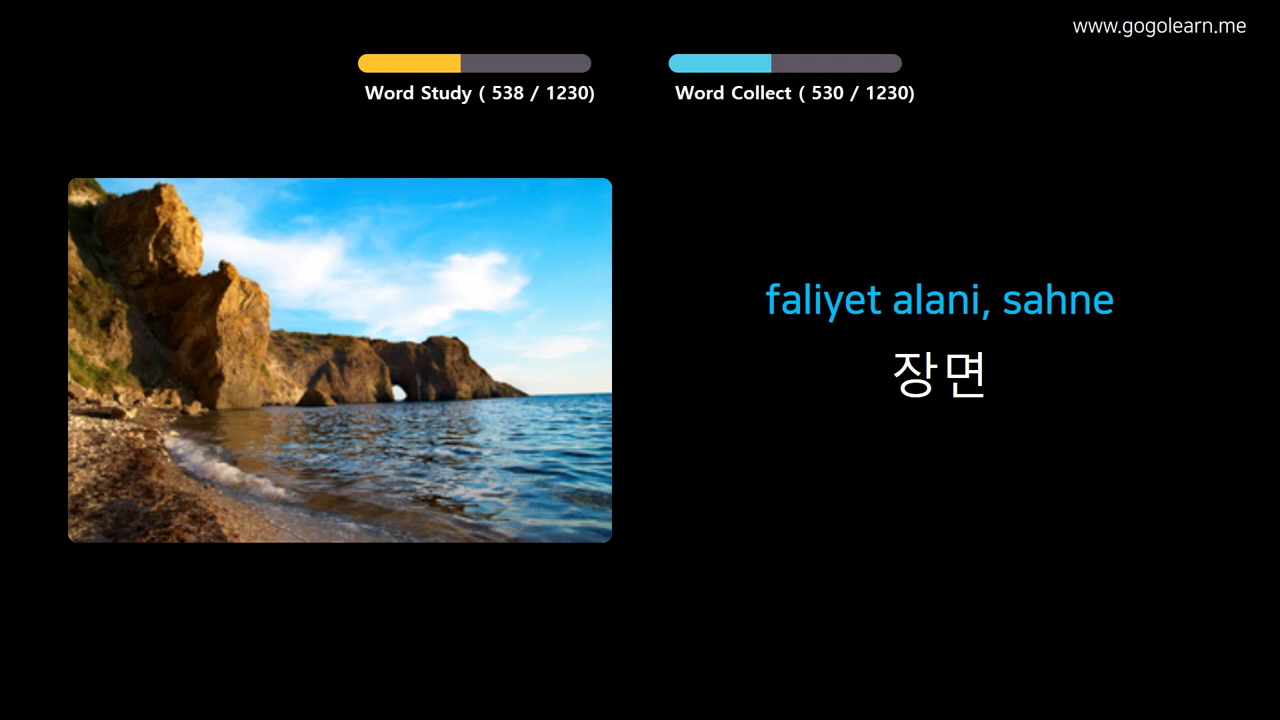 www.gogolearn.me
Word Study ( 538 / 1230)
Word Collect ( 530 / 1230)
faliyet alani, sahne
장면